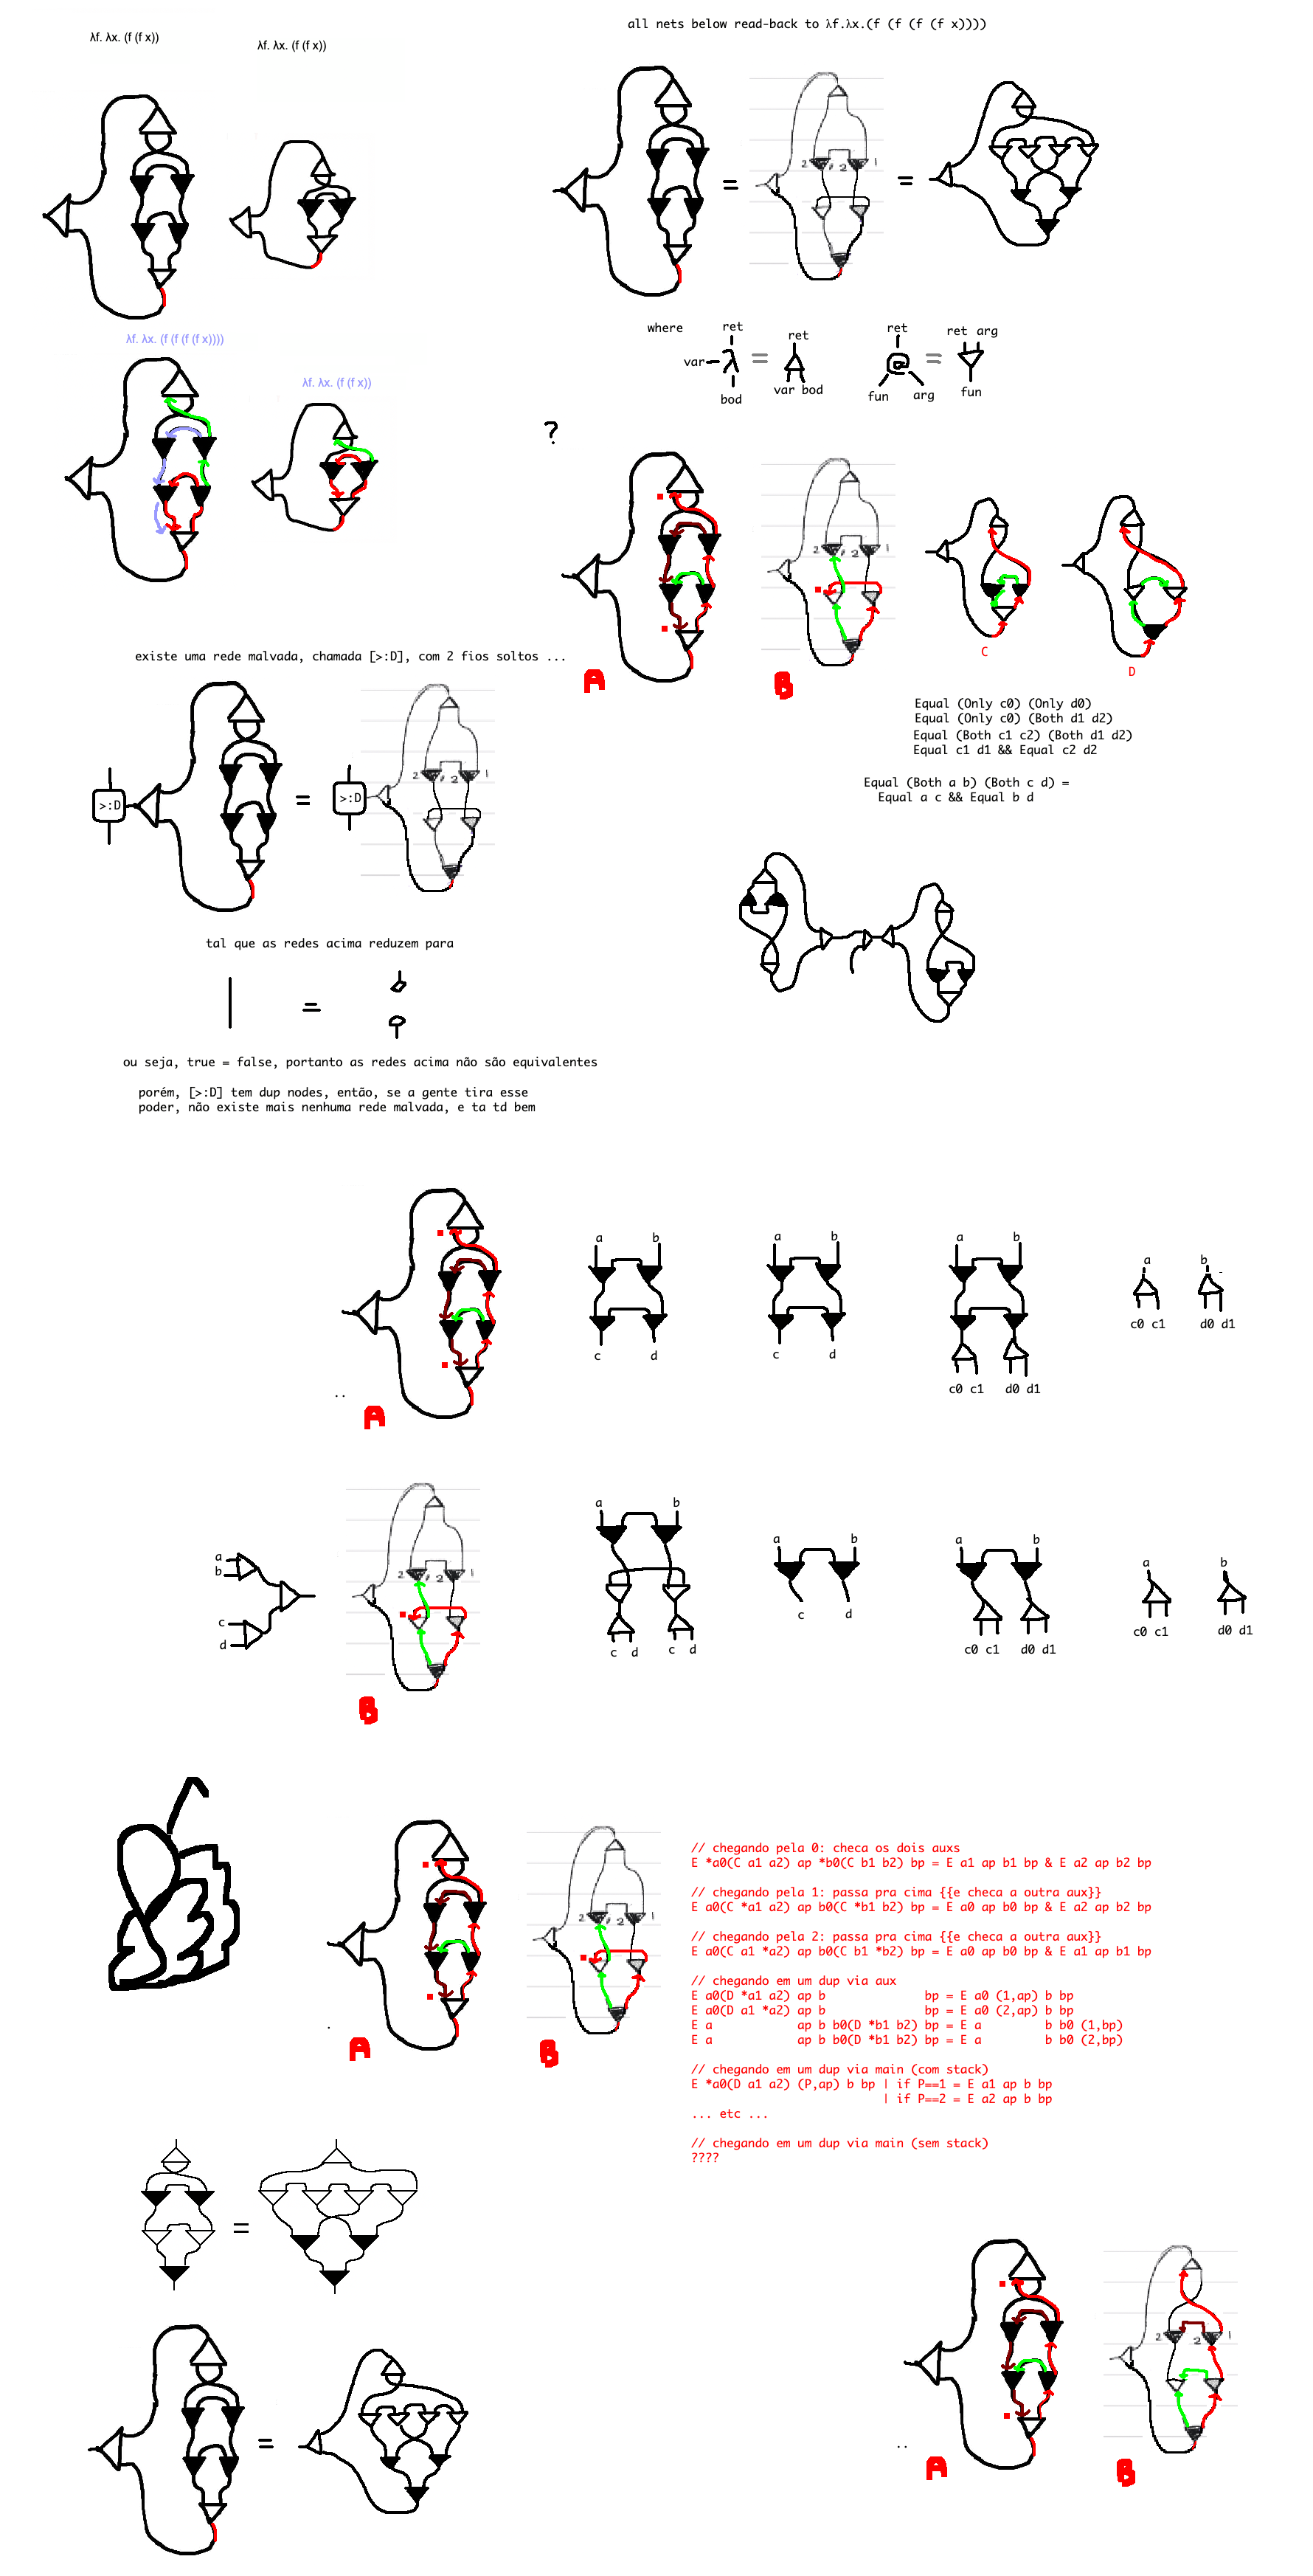 λf. λx. (f (f x))
λf. λx. (f (f x))
all nets below read-back to λf.λx.(f (f (f (f x))))
2 2 1
where
ret
var
λ
bod
=
ret
var bod
ret
@
fun arg
=
ret arg
fun
λf. λx. (f (f (f (f x))))
λf. λx. (f (f x))
?
2 2 1
A
B
C
D
Equal (Only c0) (Only d0)
Equal (Only c0) (Both d1 d2)
Equal (Both c1 c2) (Both d1 d2)
Equal c1 d1 && Equal c2 d2
Equal (Both a b) (Both c d) =
Equal a c && Equal b d
existe uma rede malvada, chamada [>:D], com 2 fios soltos ...
>:D
=
>:D
2 2 1
tal que as redes acima reduzem para
=
ou seja, true = false, portanto as redes acima não são equivalentes
porém, [>:D] tem dup nodes, então, se a gente tira esse
poder, não existe mais nenhuma rede malvada, e ta td bem
..
A
a b
c d
a b
c d
a b
c0 c1 d0 d1
a b
c0 c1 d0 d1
a
b
c
d
2 2 1
B
a b
c d c d
a b
c d
a b
c0 c1 d0 d1
a b
c0 c1 d0 d1
.
A
2 2 1
B
// chegando pela 0: checa os dois auxs
E *a0(C a1 a2) ap *b0(C b1 b2) bp = E a1 ap b1 bp & E a2 ap b2 bp
// chegando pela 1: passa pra cima {{e checa a outra aux}}
E a0(C *a1 a2) ap b0(C *b1 b2) bp = E a0 ap b0 bp & E a2 ap b2 bp
// chegando pela 2: passa pra cima {{e checa a outra aux}}
E a0(C a1 *a2) ap b0(C b1 *b2) bp = E a0 ap b0 bp & E a1 ap b1 bp
// chegando em um dup via aux
E a0(D *a1 a2) ap b bp = E a0 (1,ap) b bp
E a0(D a1 *a2) ap b bp = E a0 (2,ap) b bp
E a ap b b0(D *b1 b2) bp = E a b b0 (1,bp)
E a ap b b0(D *b1 b2) bp = E a b b0 (2,bp)
// chegando em um dup via main (com stack)
E *a0(D a1 a2) (P,ap) b bp | if P==1 = E a1 ap b bp
| if P==2 = E a2 ap b bp
... etc ...
// chegando em um dup via main (sem stack)
????
=
=
..
A
2 2 1
B